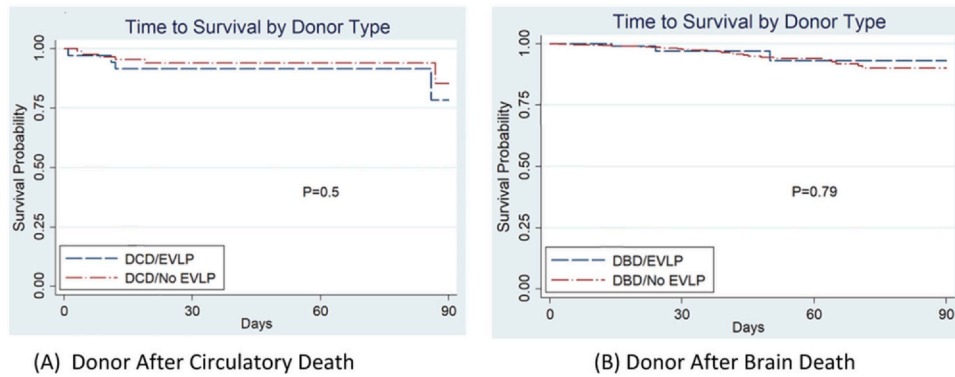 Time to Survival by Donor Type
Survival Probability
1.00
0.75
0.50
0.25
0.00
P=0.5
DCD/EVLP
DCD/No EVLP
0 30 60 90
Days
(A) Donor After Circulatory Death
Time to Survival by Donor Type
Survival Probability
1.00
0.75
0.50
0.25
0.00
P=0.79
DBD/EVLP
DBD/No EVLP
0 30 60 90
Days
(B) Donor After Brain Death